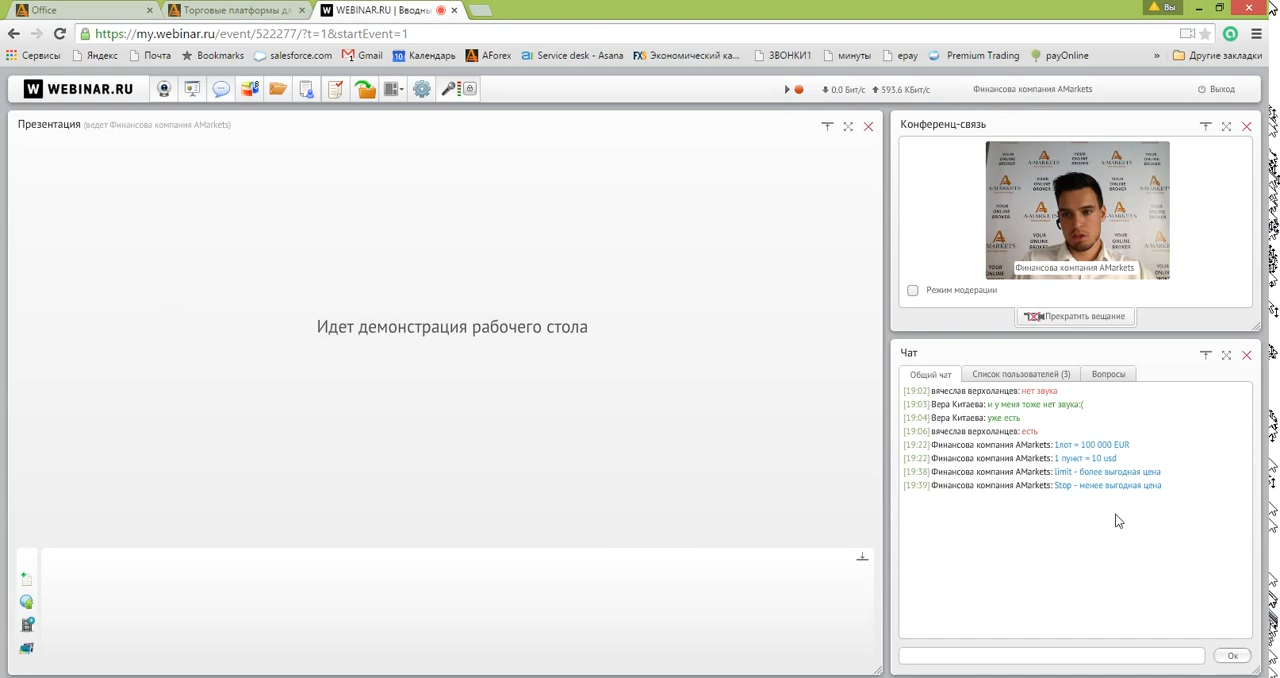 Office
Торговые платформы д
WEBINAR.RU | Вводны
Вы
https://my.webinar.ru/event/522277/?t=1&startEvent=1
Сервисы
Яндекс
Почта
Bookmarks
salesforce.com
Gmail
Календарь
AForex
Service desk - Asana
Экономический ка...
ЗВОНКИ1
минуты
epay
Premium Trading
payOnline
Другие закладки
WEBINAR.RU
0.0 Бит/с
593.6 КБит/с
Финансова компания AMarkets
Выход
Презентация (ведет Финансова компания AMarkets)
Идет демонстрация рабочего стола
Конференц-связь
YOUR ONLINE BROKER
A-MARKETS
Финансова компания AMarkets
Режим модерации
Прекратить вещание
Чат
Общий чат
Список пользователей (3)
Вопросы
[19:02] вячеслав верхоланцев: нет звука
[19:03] Вера Китаева: и у меня тоже нет звука:(
[19:04] Вера Китаева: уже есть
[19:06] вячеслав верхоланцев: есть
[19:22] Финансова компания AMarkets: 1лот = 100 000 EUR
[19:22] Финансова компания AMarkets: 1 пункт = 10 usd
[19:38] Финансова компания AMarkets: limit - более выгодная цена
[19:39] Финансова компания AMarkets: Stop - менее выгодная цена
Ок